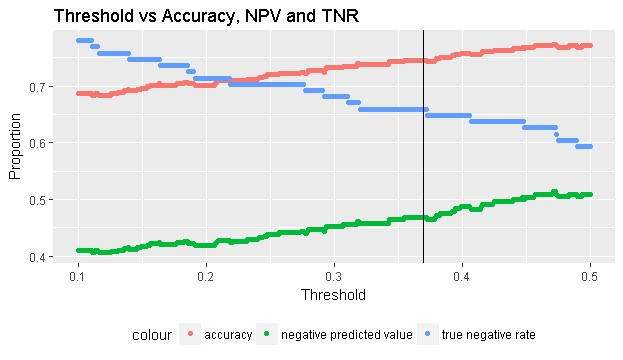 Threshold vs Accuracy, NPV and TNR
Proportion
0.7
0.6
0.5
0.4
0.1 0.2 0.3 0.4 0.5
Threshold
colour accuracy negative predicted value true negative rate